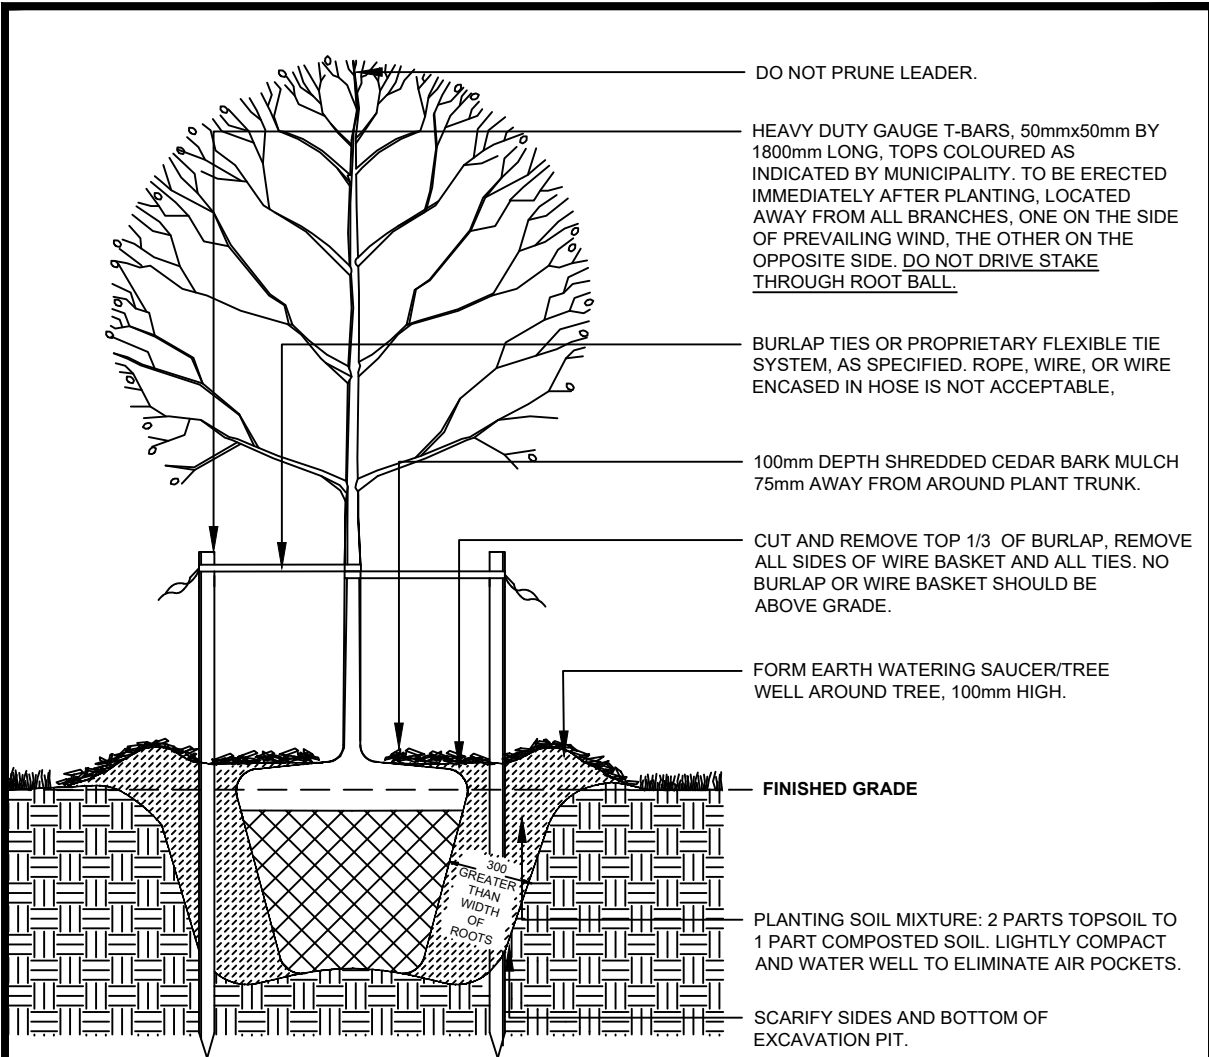 DO NOT PRUNE LEADER.
HEAVY DUTY GAUGE T-BARS, 50mmx50mm BY
1800mm LONG, TOPS COLOURED AS
INDICATED BY MUNICIPALITY. TO BE ERECTED
IMMEDIATELY AFTER PLANTING, LOCATED
AWAY FROM ALL BRANCHES, ONE ON THE SIDE
OF PREVAILING WIND, THE OTHER ON THE
OPPOSITE SIDE. DO NOT DRIVE STAKE
THROUGH ROOT BALL.
BURLAP TIES OR PROPRIETARY FLEXIBLE TIE
SYSTEM, AS SPECIFIED. ROPE, WIRE, OR WIRE
ENCASED IN HOSE IS NOT ACCEPTABLE,
100mm DEPTH SHREDDED CEDAR BARK MULCH
75mm AWAY FROM AROUND PLANT TRUNK.
CUT AND REMOVE TOP 1/3 OF BURLAP, REMOVE
ALL SIDES OF WIRE BASKET AND ALL TIES. NO
BURLAP OR WIRE BASKET SHOULD BE
ABOVE GRADE.
FORM EARTH WATERING SAUCER/TREE
WELL AROUND TREE, 100mm HIGH.
FINISHED GRADE
300
GREATER
THAN
WIDTH
OF
ROOTS
PLANTING SOIL MIXTURE: 2 PARTS TOPSOIL TO
1 PART COMPOSTED SOIL. LIGHTLY COMPACT
AND WATER WELL TO ELIMINATE AIR POCKETS.
SCARIFY SIDES AND BOTTOM OF
EXCAVATION PIT.